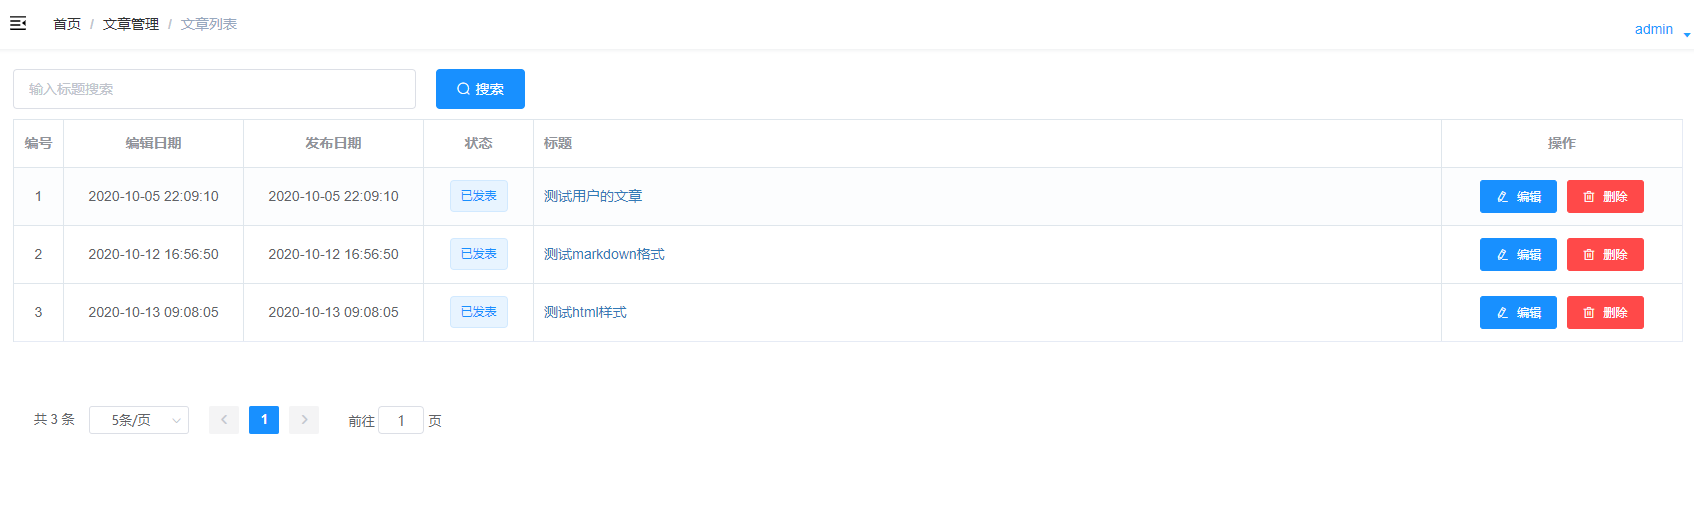 首页 / 文章管理 / 文章列表
admin
输入标题搜索 搜索
编号 编辑日期 发布日期 状态 标题 操作
1 2020-10-05 22:09:10 2020-10-05 22:09:10 已发表 测试用户的文章 编辑 删除
2 2020-10-12 16:56:50 2020-10-12 16:56:50 已发表 测试markdown格式 编辑 删除
3 2020-10-13 09:08:05 2020-10-13 09:08:05 已发表 测试html样式 编辑 删除
共 3 条 5条/页 1 前往 1 页